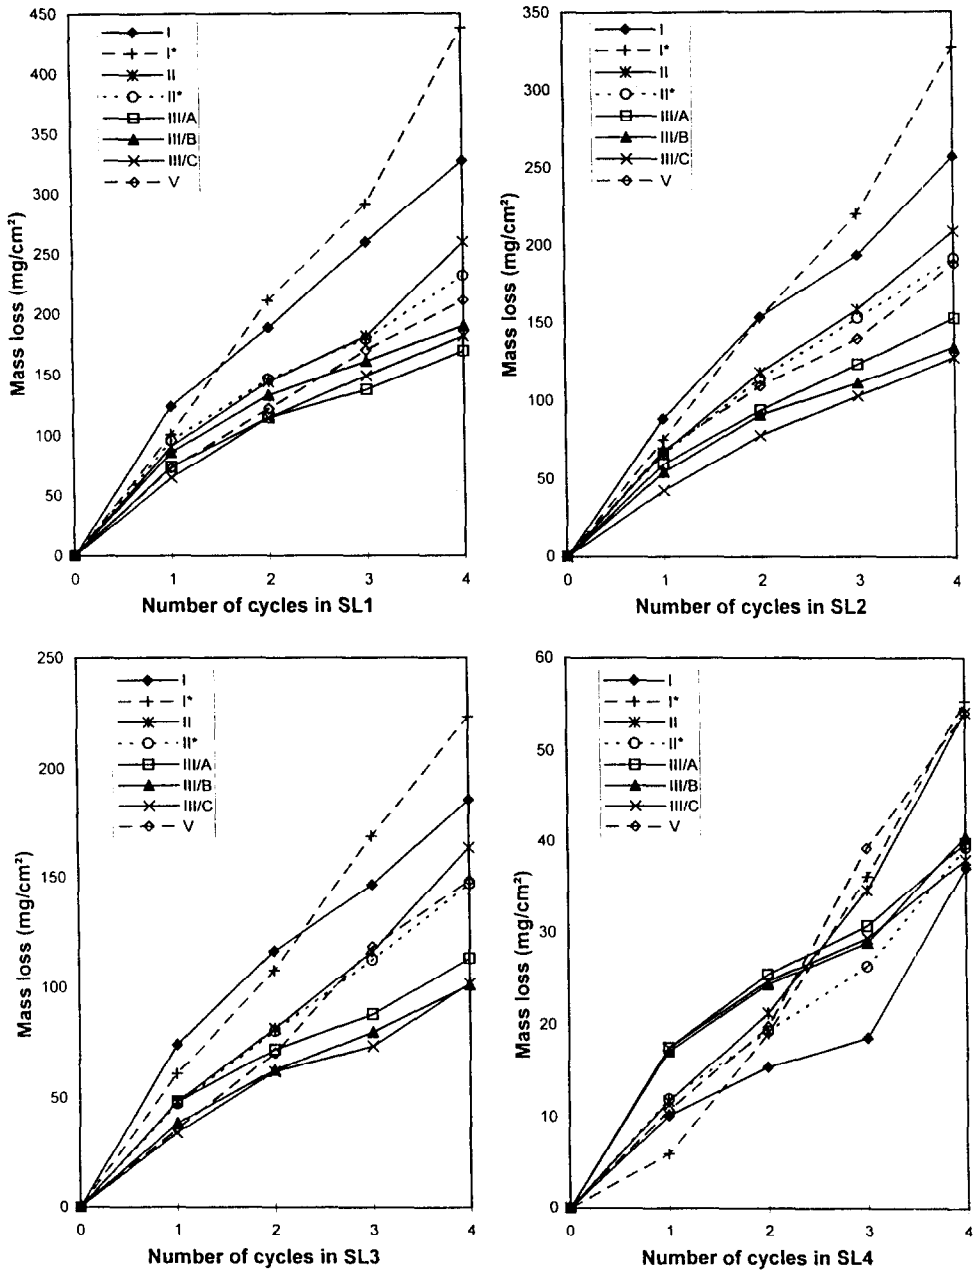 450
400
350
300
250
200
150
100
50
0
Mass loss (mg/cm²)
I
I*
II
II*
III/A
III/B
III/C
V
0 1 2 3 4
Number of cycles in SL1
350
300
250
200
150
100
50
0
Mass loss (mg/cm²)
I
I*
II
II*
III/A
III/B
III/C
V
0 1 2 3 4
Number of cycles in SL2
250
200
150
100
50
0
Mass loss (mg/cm²)
I
I*
II
II*
III/A
III/B
III/C
V
0 1 2 3 4
Number of cycles in SL3
60
50
40
30
20
10
0
Mass loss (mg/cm²)
I
I*
II
II*
III/A
III/B
III/C
V
0 1 2 3 4
Number of cycles in SL4